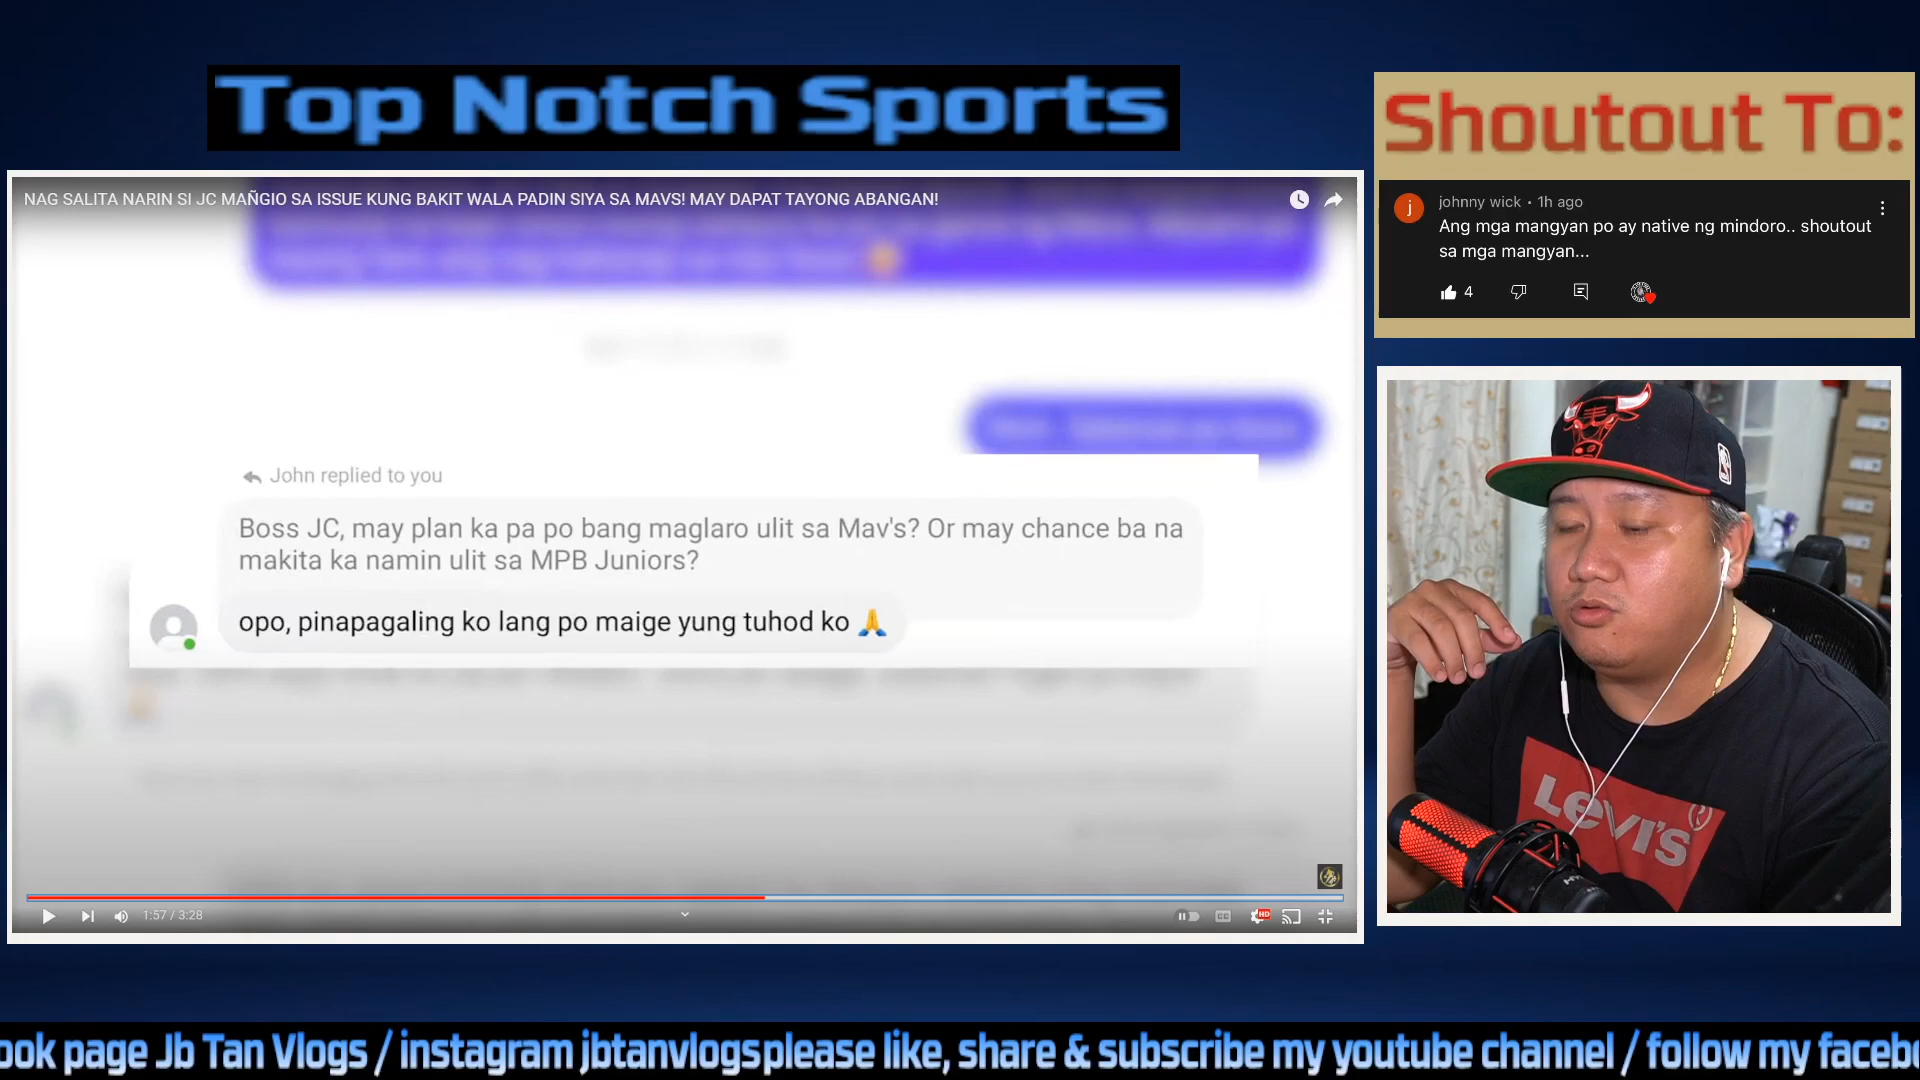 Top Notch Sports
Shoutout To:
NAG SALITA NARIN SI JC MAÑGIO SA ISSUE KUNG BAKIT WALA PADIN SIYA SA MAVS! MAY DAPAT TAYONG ABANGAN!
j
johnny wick • 1h ago
Ang mga mangyan po ay native ng mindoro.. shoutout
sa mga mangyan...
4
John replied to you
Boss JC, may plan ka pa po bang maglaro ulit sa Mav's? Or may chance ba na
makita ka namin ulit sa MPB Juniors?
opo, pinapagaling ko lang po maige yung tuhod ko 🙏
Levi's®
1:57 / 3:28
CC
HD
ook page Jb Tan Vlogs / instagram jbtanvlogsplease like, share & subscribe my youtube channel / follow my facebo